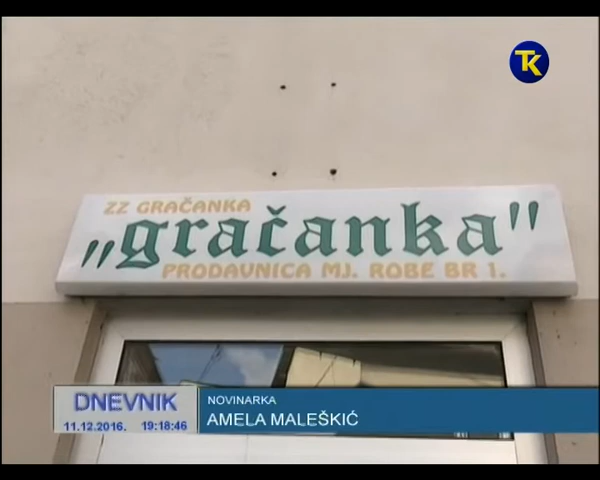 TK
ZZ GRAČANKA
„gračanka"
PRODAVNICA MJ. ROBE BR 1.
DNEVNIK
11.12.2016. 19:18:46
NOVINARKA
AMELA MALEŠKIĆ